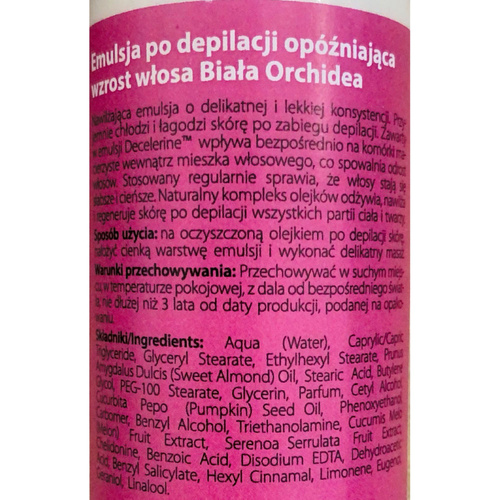 Emulsja po depilacji opóźniająca
wzrost włosa Biała Orchidea
Nawilżająca emulsja o delikatnej i lekkiej konsystencji. Przy-
jemnie chłodzi i łagodzi skórę po zabiegu depilacji. Zawarty
w emulsji Decelerine™ wpływa bezpośrednio na komórki ma-
cierzyste wewnątrz mieszka włosowego, co spowalnia odrost
włosów. Stosowany regularnie sprawia, że włosy stają się
słabsze i cieńsze. Naturalny kompleks olejków odżywia, nawilża
i regeneruje skórę po depilacji wszystkich partii ciała i twarzy.
Sposób użycia: na oczyszczoną olejkiem po depilacji skórę,
nałożyć cienką warstwę emulsji i wykonać delikatny masaż.
Warunki przechowywania: Przechowywać w suchym miejs-
cu, w temperaturze pokojowej, z dala od bezpośredniego świat-
ła, nie dłużej niż 3 lata od daty produkcji, podanej na opako-
waniu.
Składniki/Ingredients: Aqua (Water), Caprylic/Capric
Triglyceride, Glyceryl Stearate, Ethylhexyl Stearate, Prunus
Amygdalus Dulcis (Sweet Almond) Oil, Stearic Acid, Butylene
Glycol, PEG-100 Stearate, Glycerin, Parfum, Cetyl Alcohol,
Cucurbita Pepo (Pumpkin) Seed Oil, Phenoxyethanol,
Carbomer, Benzyl Alcohol, Triethanolamine, Cucumis Melo
(Melon) Fruit Extract, Serenoa Serrulata Fruit Extract,
Chelidonine, Benzoic Acid, Disodium EDTA, Dehydroacetic
Acid, Benzyl Salicylate, Hexyl Cinnamal, Limonene, Eugenol,
Geraniol, Linalool.